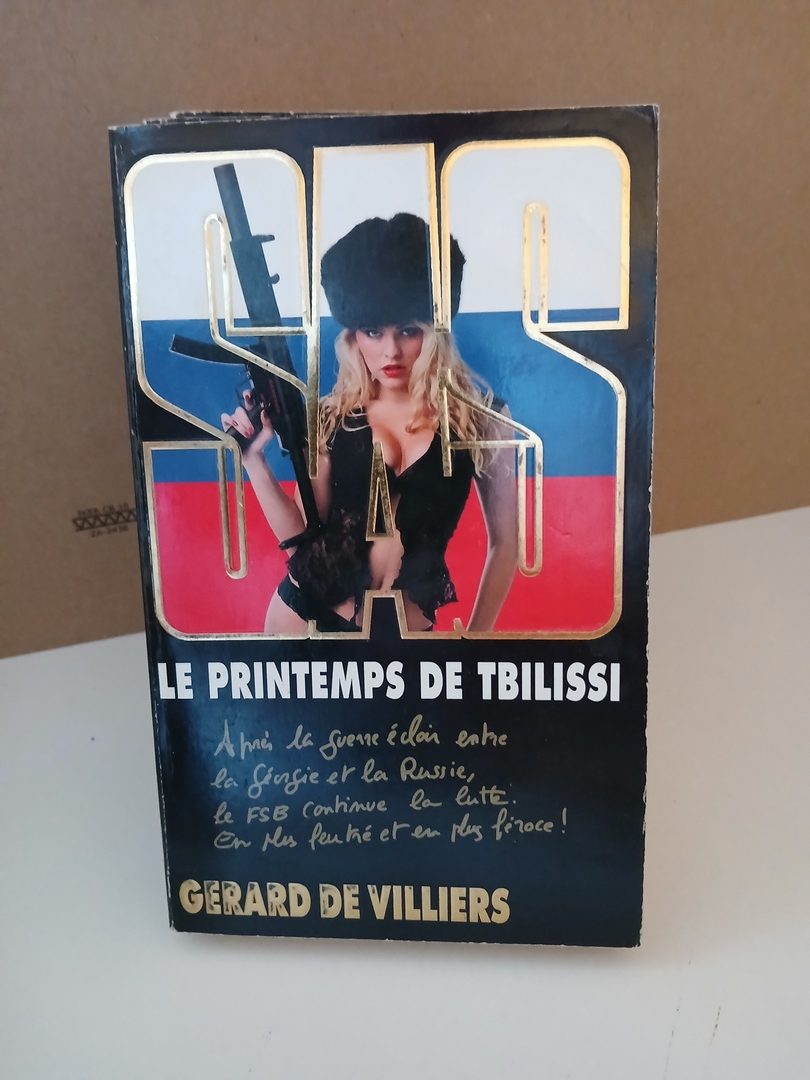 SAS
LE PRINTEMPS DE TBILISSI
Après la guerre éclair entre
la Géorgie et la Russie,
le FSB continue la lutte.
En plus feutré et en plus féroce !
GERARD DE VILLIERS